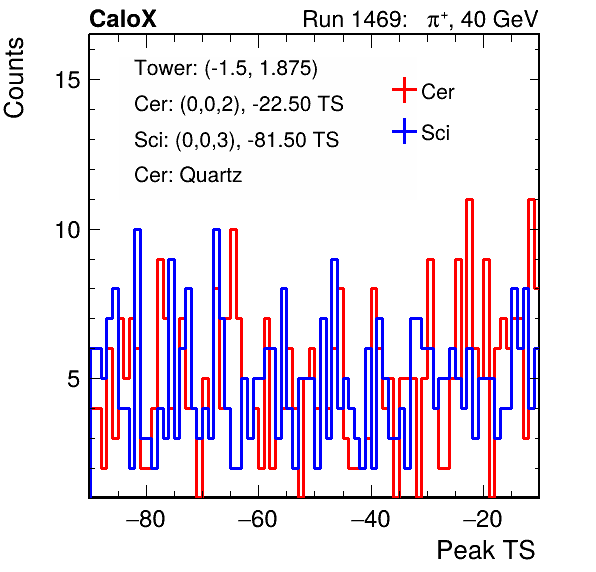 CaloX Run 1469: π⁺, 40 GeV
Counts
Tower: (-1.5, 1.875)
Cer: (0,0,2), -22.50 TS
Sci: (0,0,3), -81.50 TS
Cer: Quartz
Cer
Sci
15
10
5
−80 −60 −40 −20
Peak TS